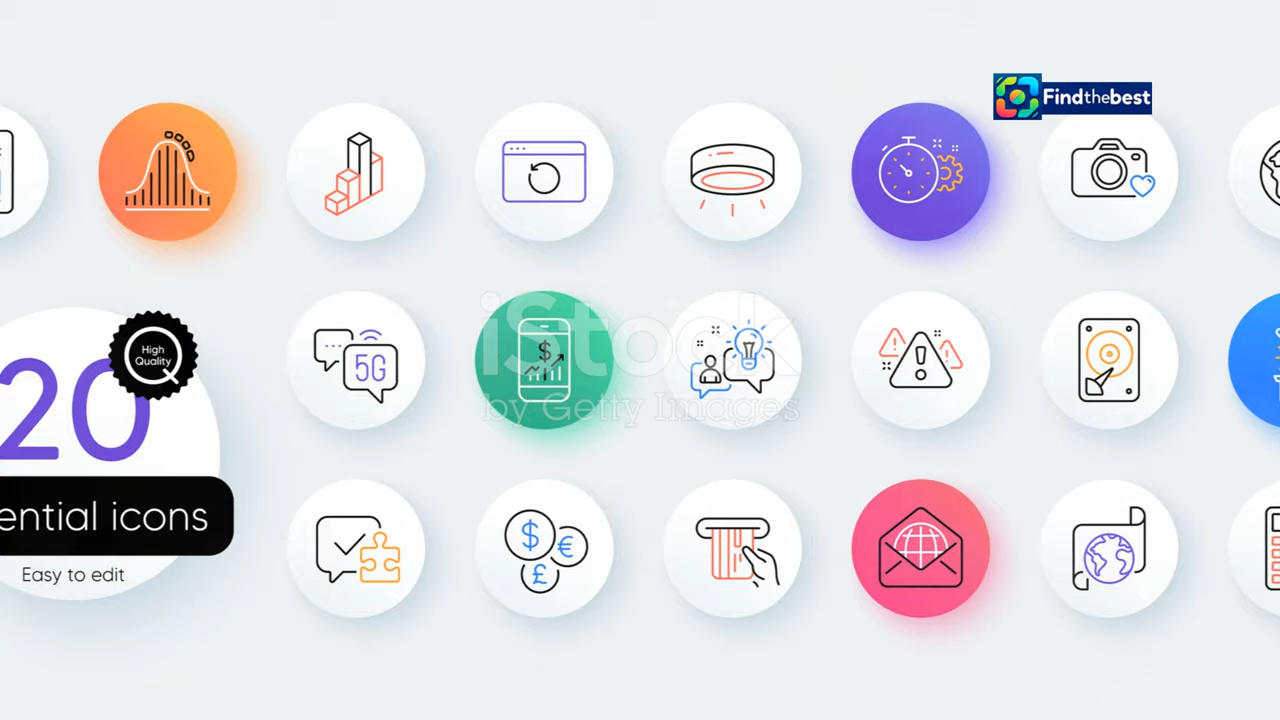 Findthebest
5G
$
iStock
by Getty Images
High
Quality
20
ential icons
Easy to edit
$
€
£